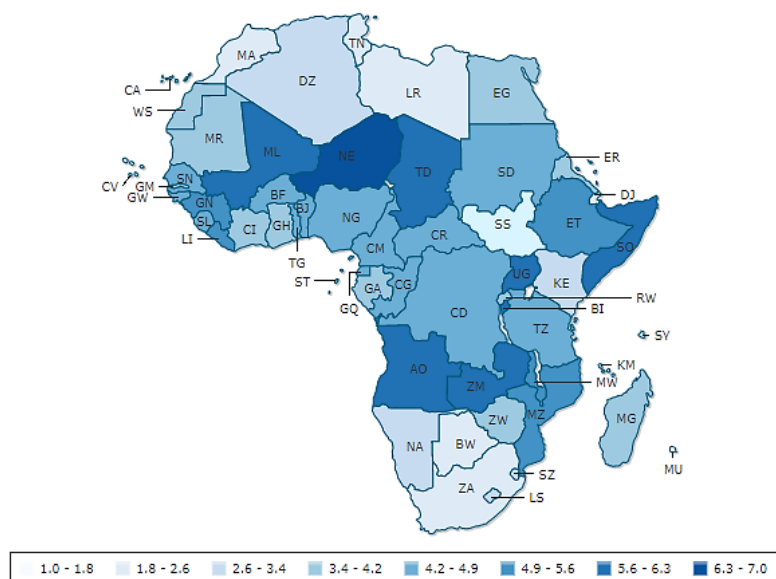 TN
MA
DZ
LR
EG
CA
WS
MR
ML
NE
TD
SD
ER
CV
SN
GM
GW
GN
BF
BJ
NG
DJ
SL
CI
GH
SS
ET
SO
LI
TG
CM
CR
ST
GQ
GA
CG
UG
KE
RW
BI
CD
TZ
SY
KM
AO
ZM
MW
MZ
ZW
MG
NA
BW
MU
ZA
SZ
LS
1.0 - 1.8 1.8 - 2.6 2.6 - 3.4 3.4 - 4.2 4.2 - 4.9 4.9 - 5.6 5.6 - 6.3 6.3 - 7.0